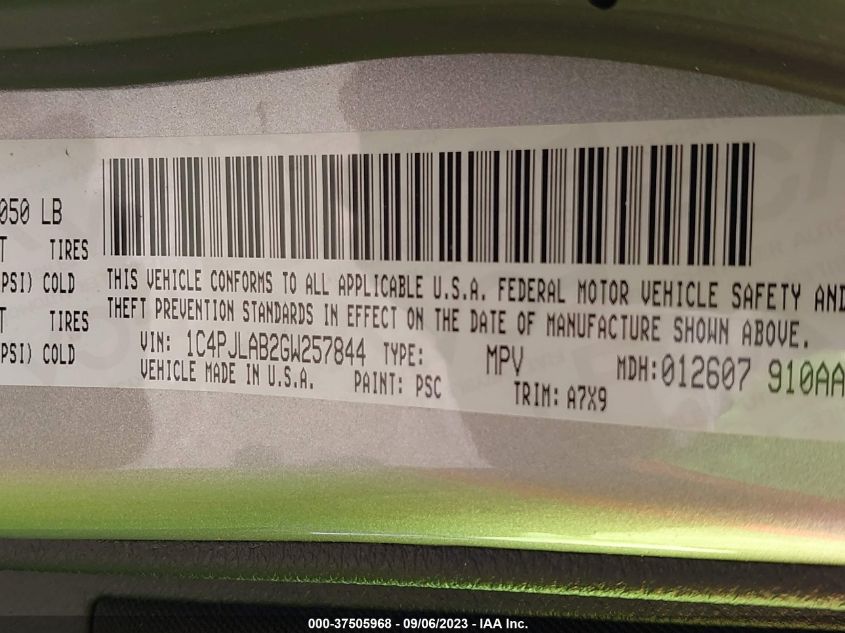 050 LB
T TIRES
PSI) COLD
T TIRES
PSI) COLD
THIS VEHICLE CONFORMS TO ALL APPLICABLE U.S.A. FEDERAL MOTOR VEHICLE SAFETY AND
THEFT PREVENTION STANDARDS IN EFFECT ON THE DATE OF MANUFACTURE SHOWN ABOVE.
VIN: 1C4PJLAB2GW257844 TYPE: MPV MDH:012607 910AA
VEHICLE MADE IN U.S.A. PAINT: PSC TRIM: A7X9
000-37505968 - 09/06/2023 - IAA Inc.